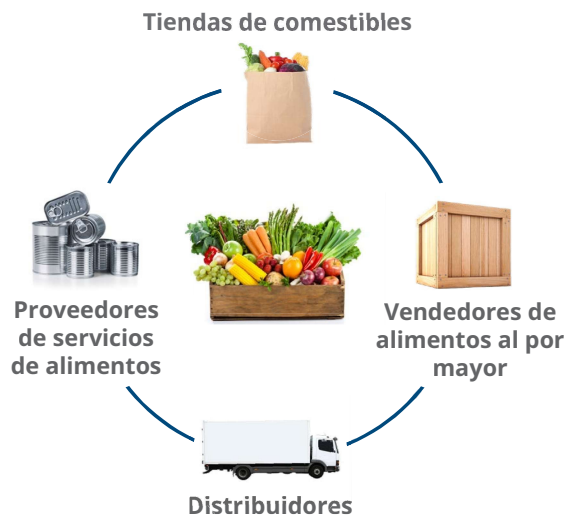 Tiendas de comestibles
Proveedores
de servicios
de alimentos
Vendedores de
alimentos al por
mayor
Distribuidores